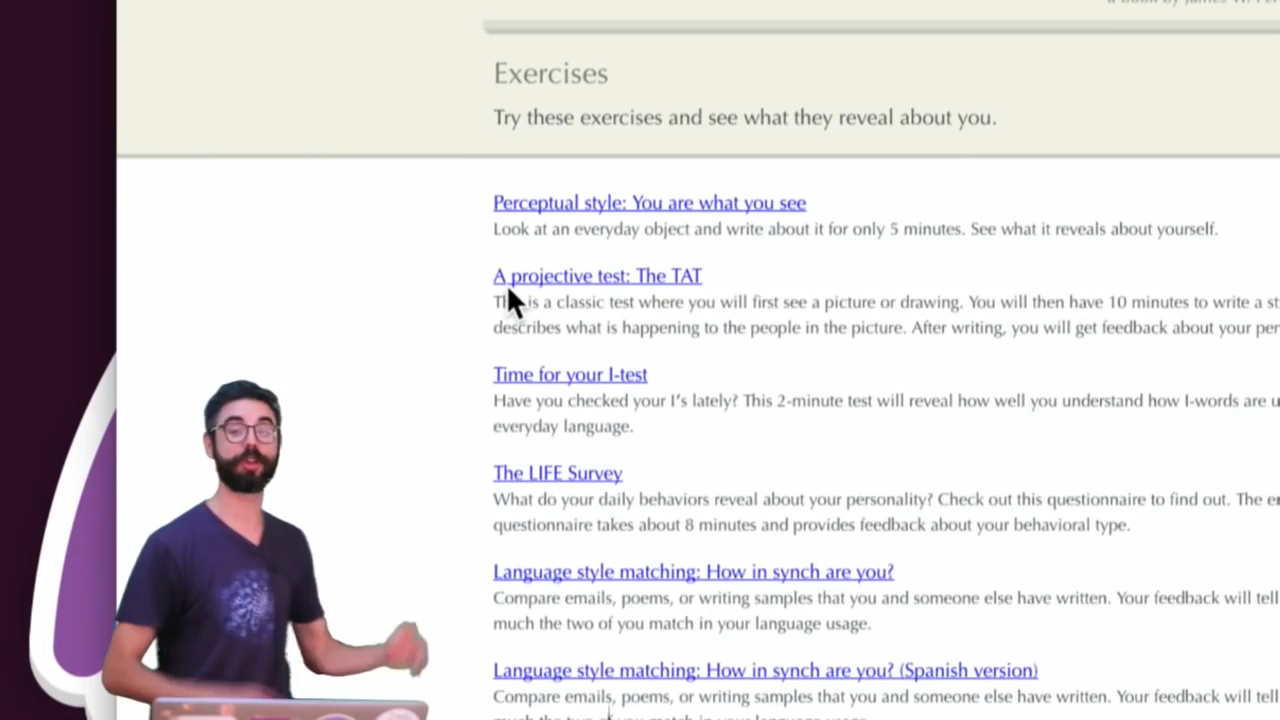 Exercises
Try these exercises and see what they reveal about you.
Perceptual style: You are what you see
Look at an everyday object and write about it for only 5 minutes. See what it reveals about yourself.
A projective test: The TAT
is a classic test where you will first see a picture or drawing. You will then have 10 minutes to write a
describes what is happening to the people in the picture. After writing, you will get feedback about your
Time for your I-test
Have you checked your I's lately? This 2-minute test will reveal how well you understand how I-words are
everyday language.
The LIFE Survey
What do your daily behaviors reveal about your personality? Check out this questionnaire to find out. The
questionnaire takes about 8 minutes and provides feedback about your behavioral type.
Language style matching: How in synch are you?
Compare emails, poems, or writing samples that you and someone else have written. Your feedback will tell
much the two of you match in your language usage.
Language style matching: How in synch are you? (Spanish version)
Compare emails, poems, or writing samples that you and someone else have written. Your feedback will tell